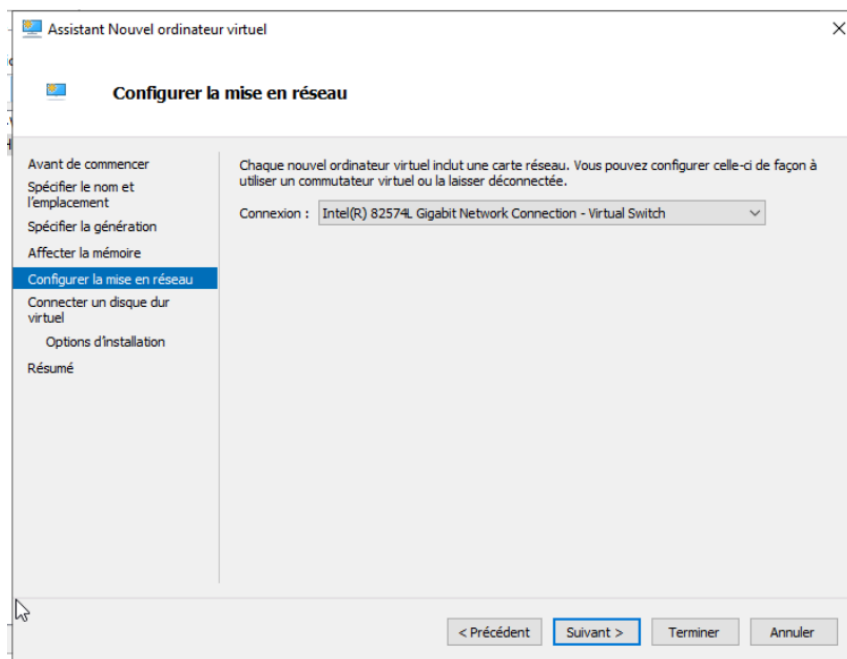 Assistant Nouvel ordinateur virtuel
Configurer la mise en réseau
Avant de commencer
Spécifier le nom et
l'emplacement
Spécifier la génération
Affecter la mémoire
Configurer la mise en réseau
Connecter un disque dur
virtuel
Options d'installation
Résumé
Chaque nouvel ordinateur virtuel inclut une carte réseau. Vous pouvez configurer celle-ci de façon à
utiliser un commutateur virtuel ou la laisser déconnectée.
Connexion : Intel(R) 82574L Gigabit Network Connection - Virtual Switch
< Précédent Suivant > Terminer Annuler